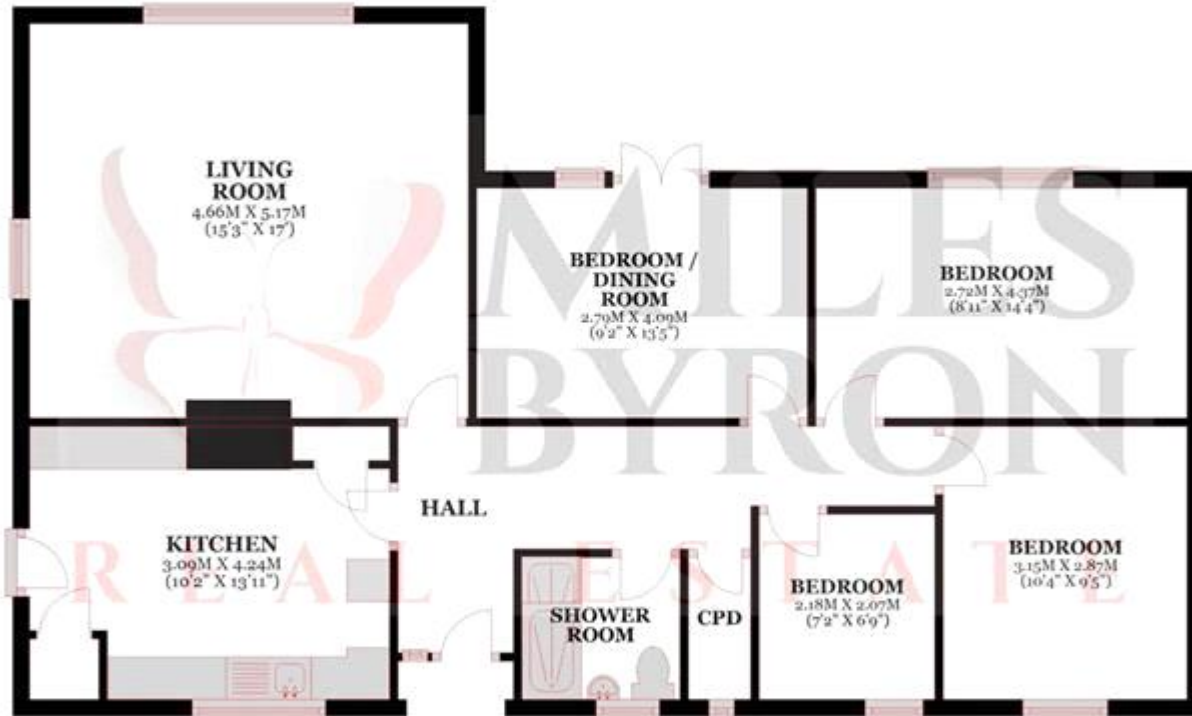 LIVING
ROOM
4.66M X 5.17M
(15'3" X 17')
BEDROOM /
DINING
ROOM
2.79M X 4.09M
(9'2" X 13'5")
BEDROOM
2.72M X 4.37M
(8'11" X 14'4")
MILES
BYRON
REAL ESTATE
HALL
KITCHEN
3.09M X 4.24M
(10'2" X 13'11")
SHOWER
ROOM
CPD
BEDROOM
2.18M X 2.07M
(7'2" X 6'9")
BEDROOM
3.15M X 2.87M
(10'4" X 9'5")